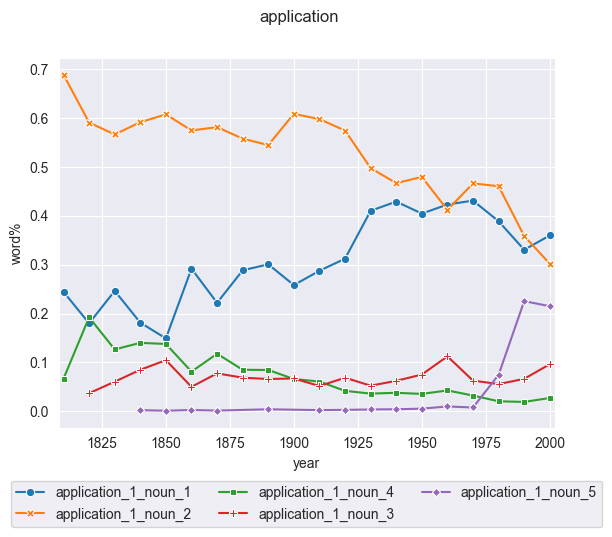 application
0.7
0.6
0.5
0.4
0.3
0.2
0.1
0.0
word%
1825 1850 1875 1900 1925 1950 1975 2000
year
application_1_noun_1 application_1_noun_4 application_1_noun_5
application_1_noun_2 application_1_noun_3